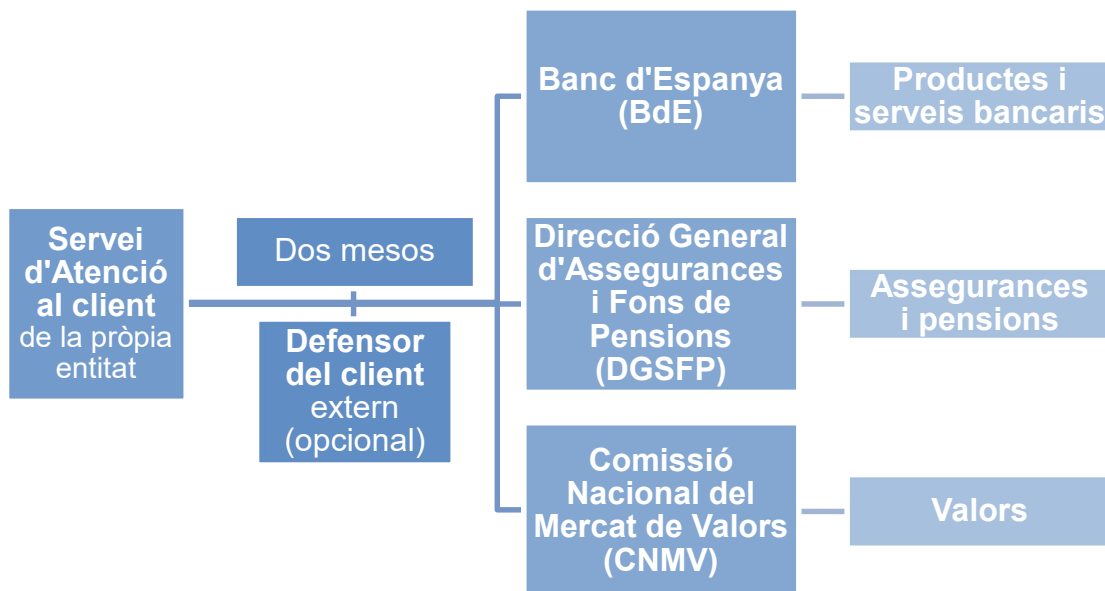 Servei
d'Atenció
al client
de la pròpia
entitat
Dos mesos
Defensor
del client
extern
(opcional)
Banc d'Espanya
(BdE)
Productes i
serveis bancaris
Direcció General
d'Assegurances
i Fons de
Pensions
(DGSFP)
Assegurances
i pensions
Comissió
Nacional del
Mercat de Valors
(CNMV)
Valors